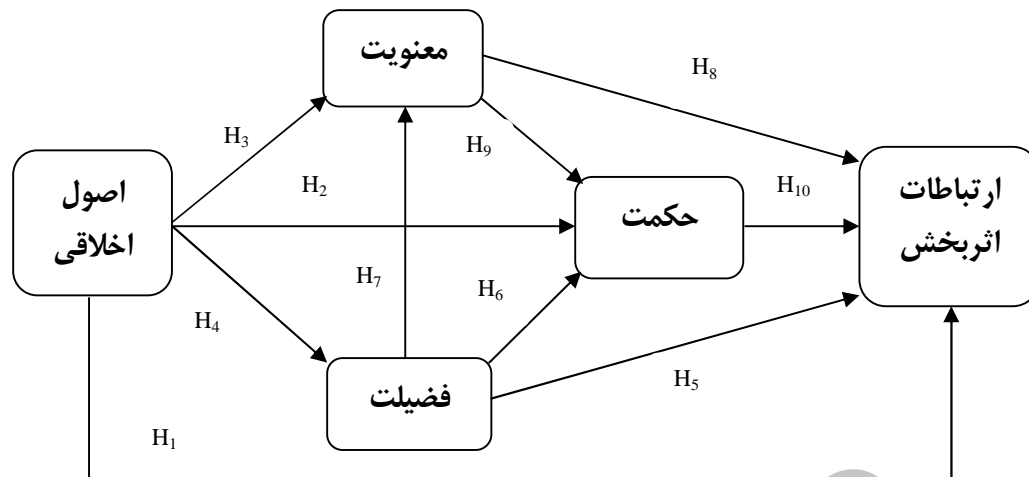 معنویت
H8
H3
H9
اصول
اخلاقی
H2
حکمت
H10
ارتباطات
اثربخش
H7
H6
H4
فضیلت
H5
H1